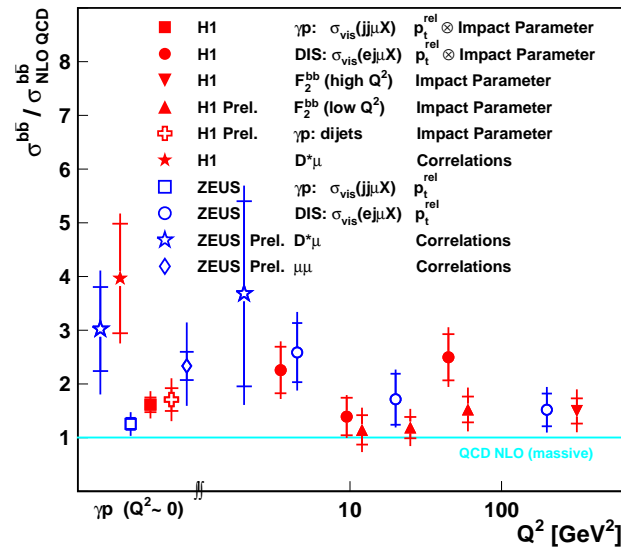 σ^{bb̄} / σ^{bb̄}_{NLO QCD}
H1 γp: σ_vis(jjμX) p_t^{rel} ⊗ Impact Parameter
H1 DIS: σ_vis(ejμX) p_t^{rel} ⊗ Impact Parameter
H1 F_2^{bb} (high Q²) Impact Parameter
H1 Prel. F_2^{bb} (low Q²) Impact Parameter
H1 Prel. γp: dijets Impact Parameter
H1 D*μ Correlations
ZEUS γp: σ_vis(jjμX) p_t^{rel}
ZEUS DIS: σ_vis(ejμX) p_t^{rel}
ZEUS Prel. D*μ Correlations
ZEUS Prel. μμ Correlations
8
7
6
5
4
3
2
1
QCD NLO (massive)
γp (Q²~ 0)
10
100
Q² [GeV²]